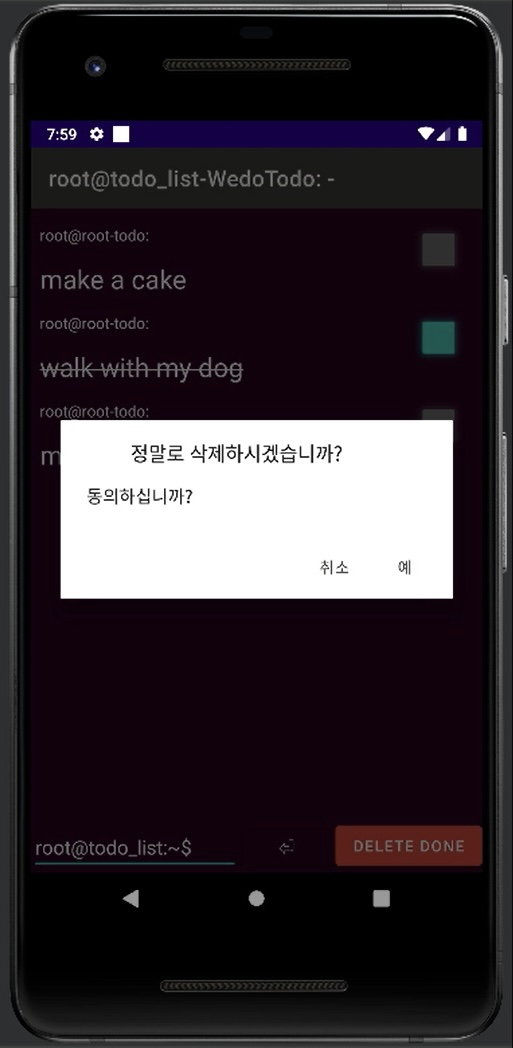 7:59
root@todo_list-WedoTodo: -
root@root-todo:
make a cake
root@root-todo:
walk with my dog
root@root-todo:
m
정말로 삭제하시겠습니까?
동의하십니까?
취소 예
root@todo_list:~$ DELETE DONE